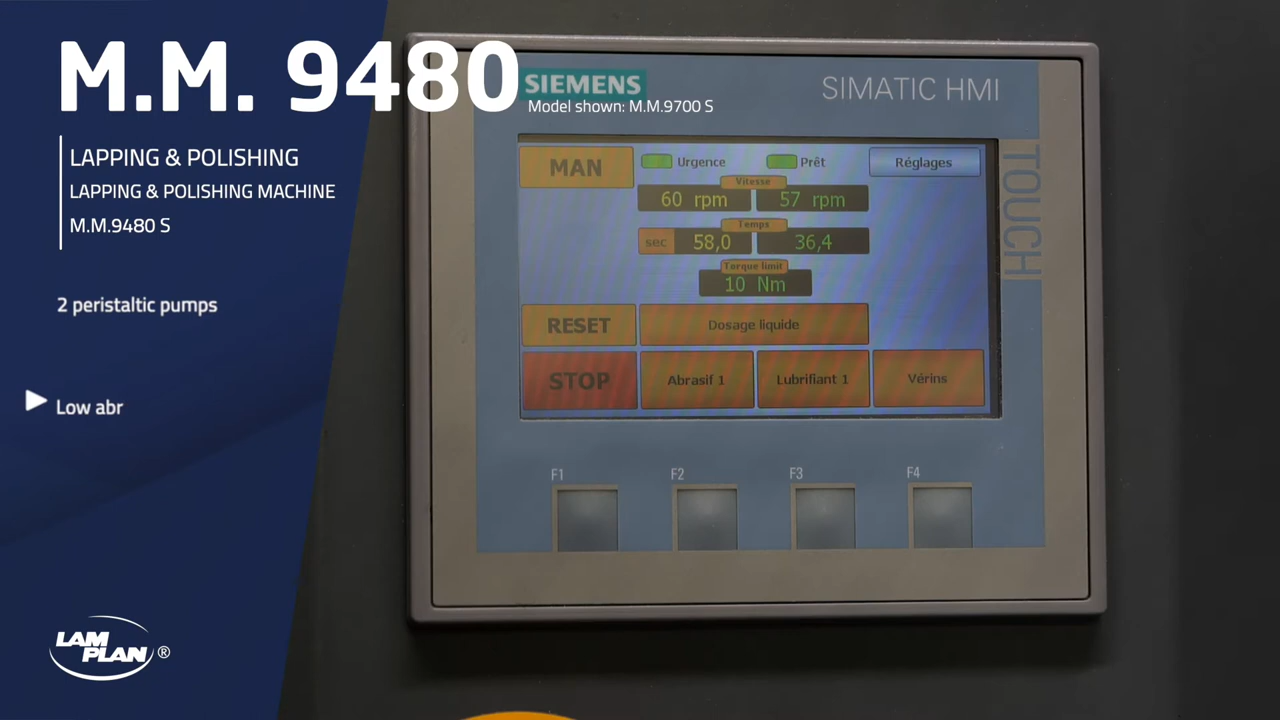 M.M. 9480
LAPPING & POLISHING
LAPPING & POLISHING MACHINE
M.M.9480 S
2 peristaltic pumps
Low abr
LAM
PLAN ®
SIEMENS
Model shown: M.M.9700 S
SIMATIC HMI
TOUCH
MAN
Urgence
Prêt
Réglages
Vitesse
60 rpm
57 rpm
Temps
sec
58,0
36,4
Torque limit
10 Nm
RESET
Dosage liquide
STOP
Abrasif 1
Lubrifiant 1
Vérins
F1
F2
F3
F4